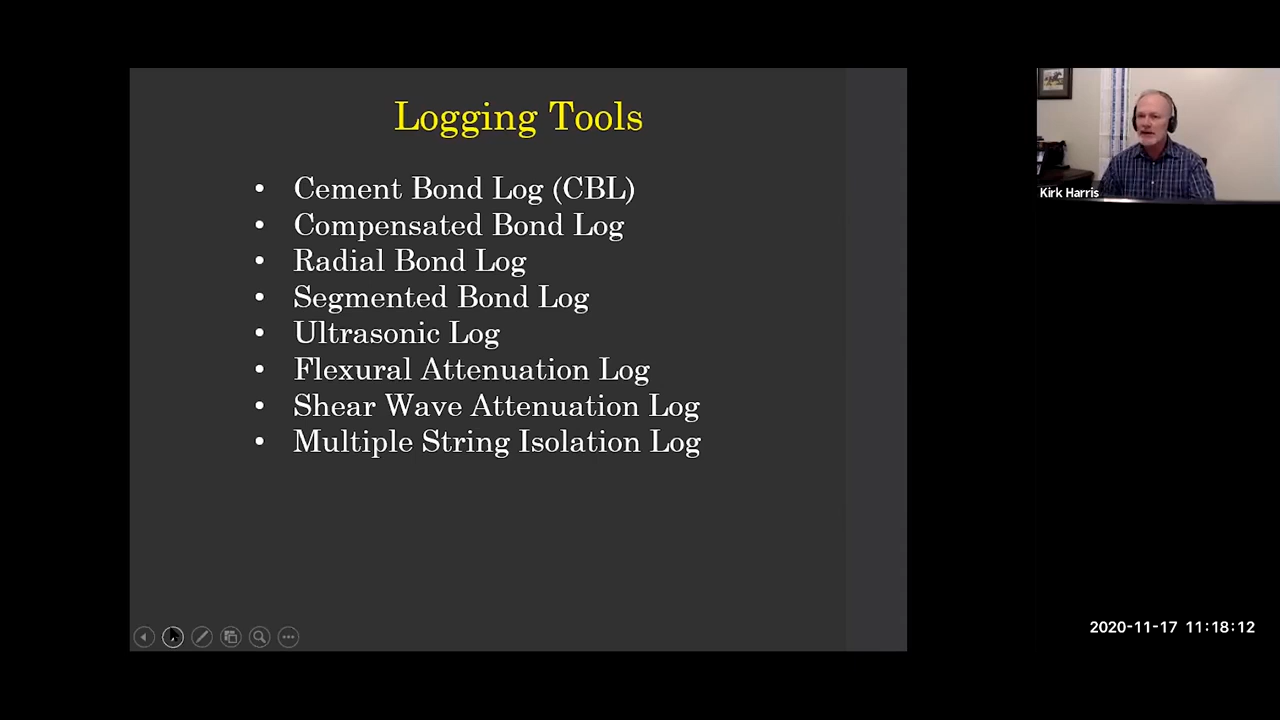 Logging Tools
• Cement Bond Log (CBL)
• Compensated Bond Log
• Radial Bond Log
• Segmented Bond Log
• Ultrasonic Log
• Flexural Attenuation Log
• Shear Wave Attenuation Log
• Multiple String Isolation Log
Kirk Harris
2020-11-17 11:18:12